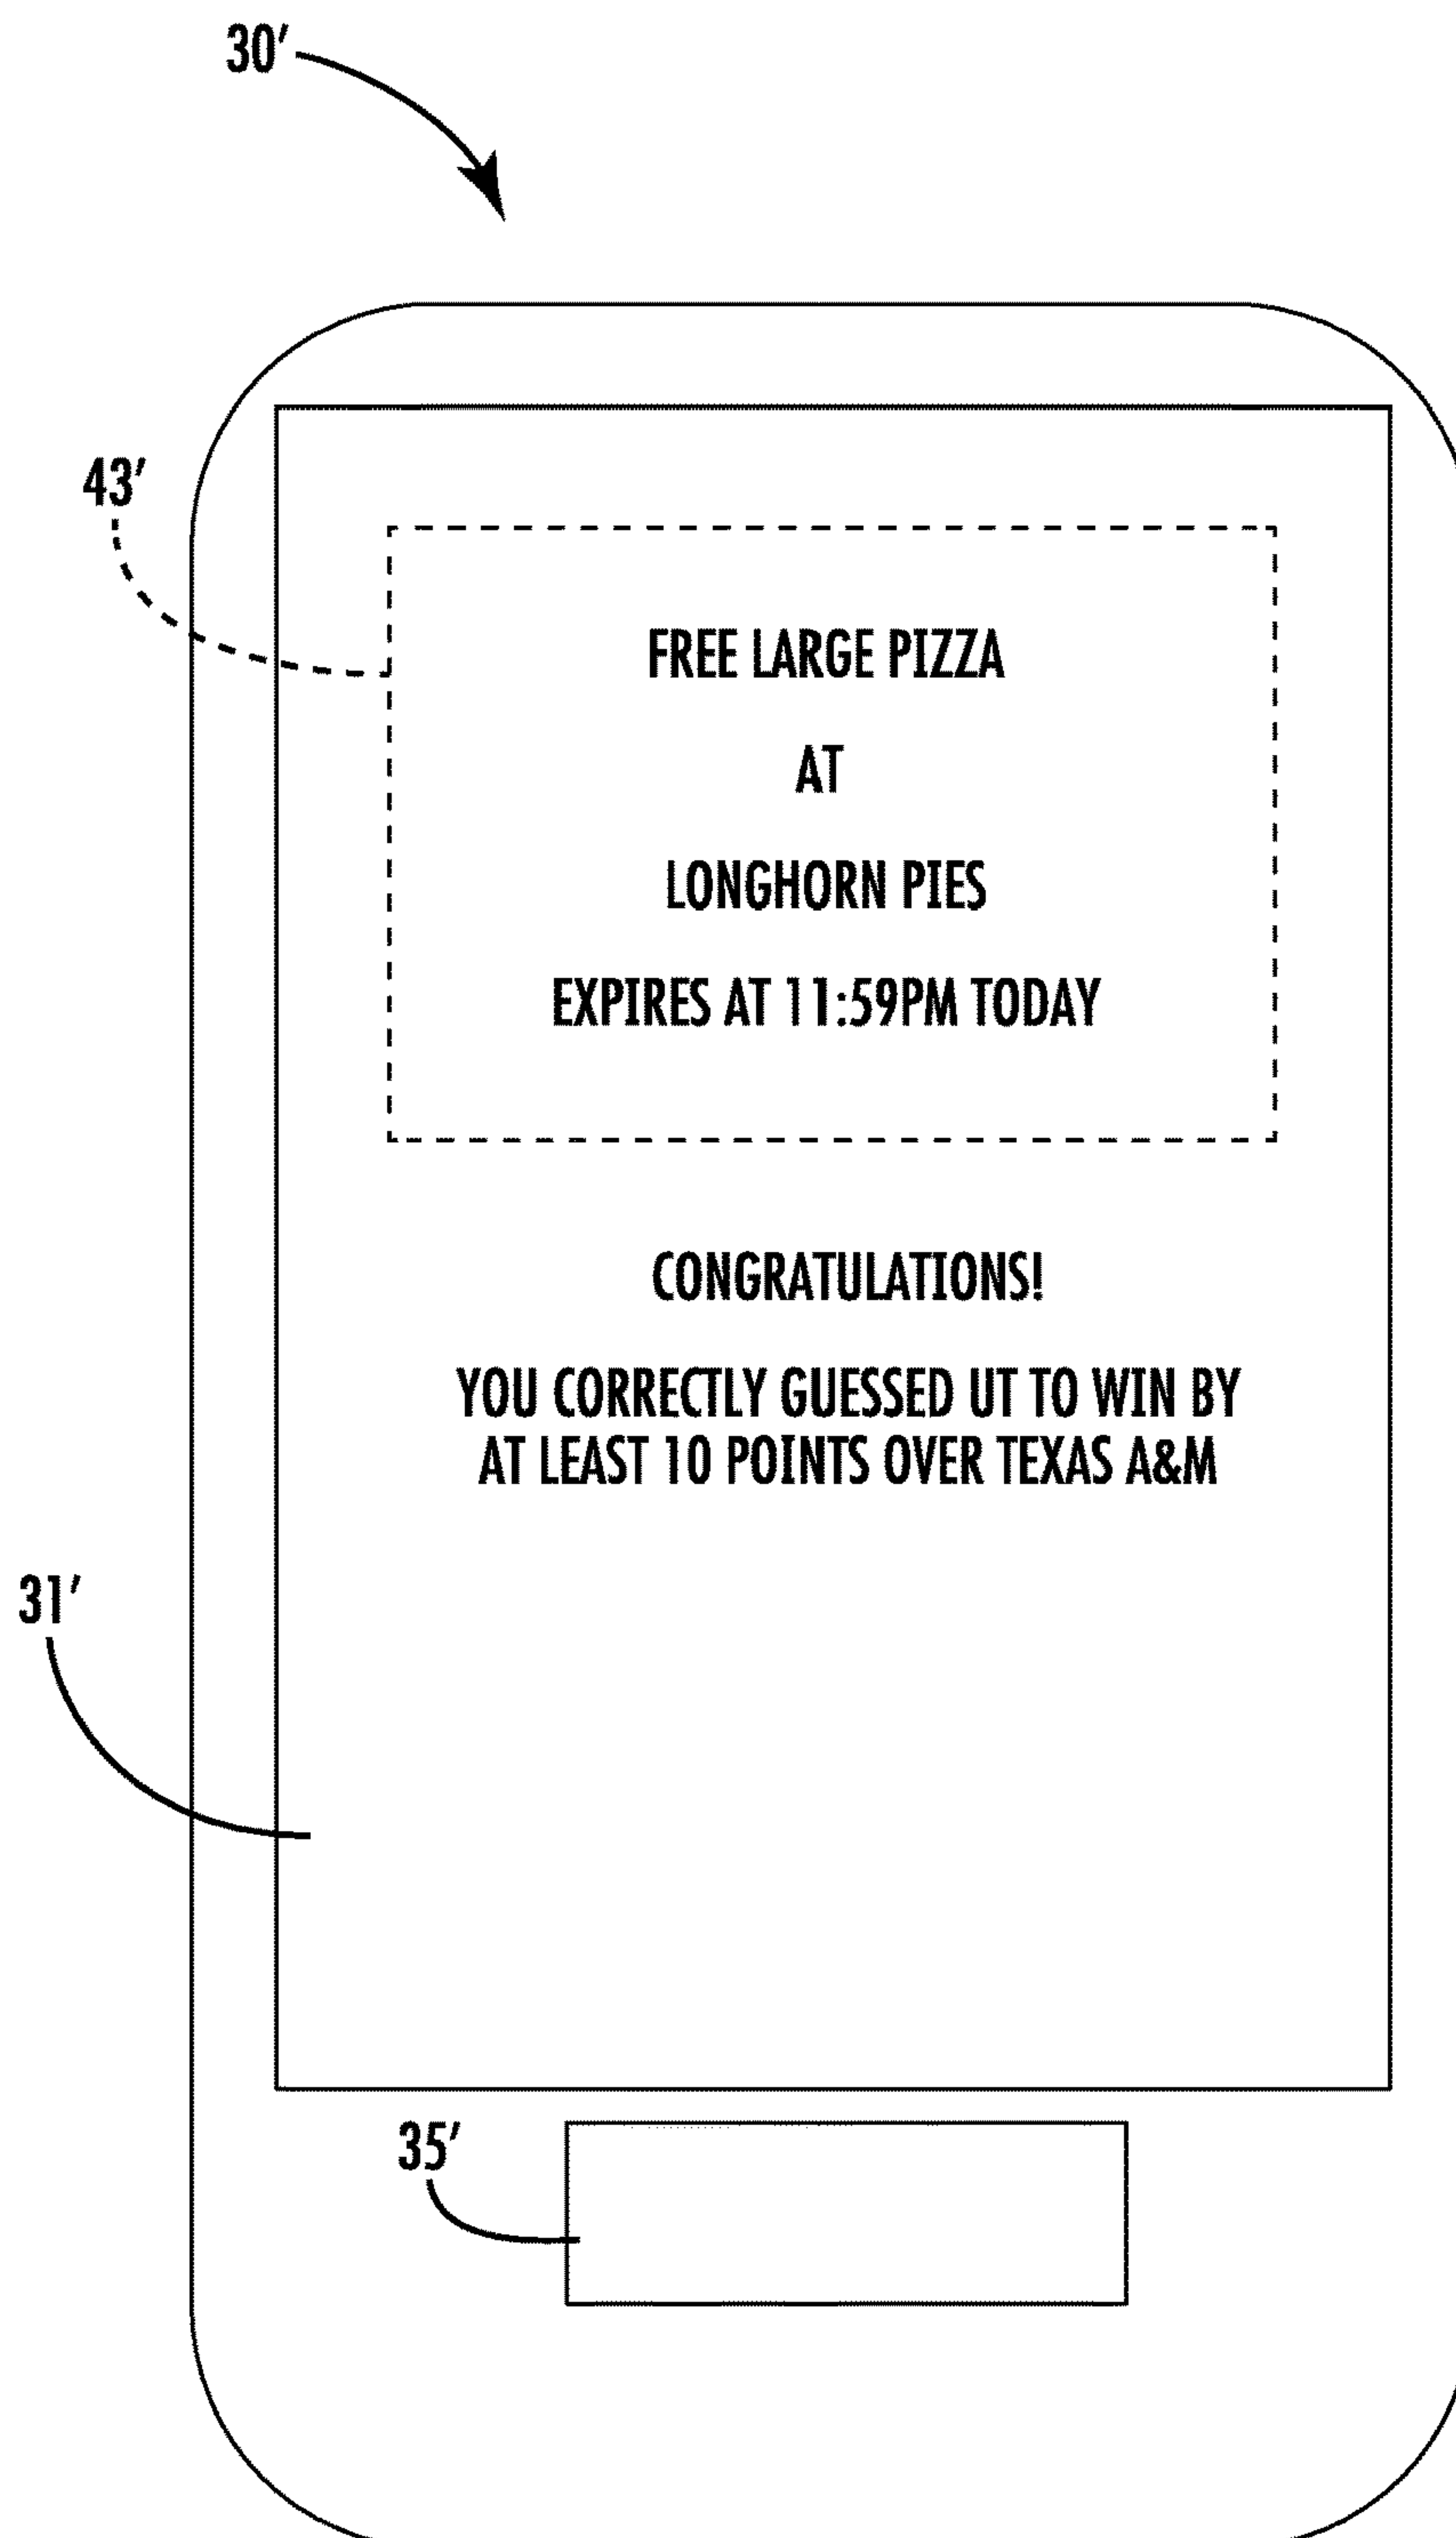 30'
43'
FREE LARGE PIZZA
AT
LONGHORN PIES
EXPIRES AT 11:59PM TODAY
CONGRATULATIONS!
YOU CORRECTLY GUESSED UT TO WIN BY
AT LEAST 10 POINTS OVER TEXAS A&M
31'
35'